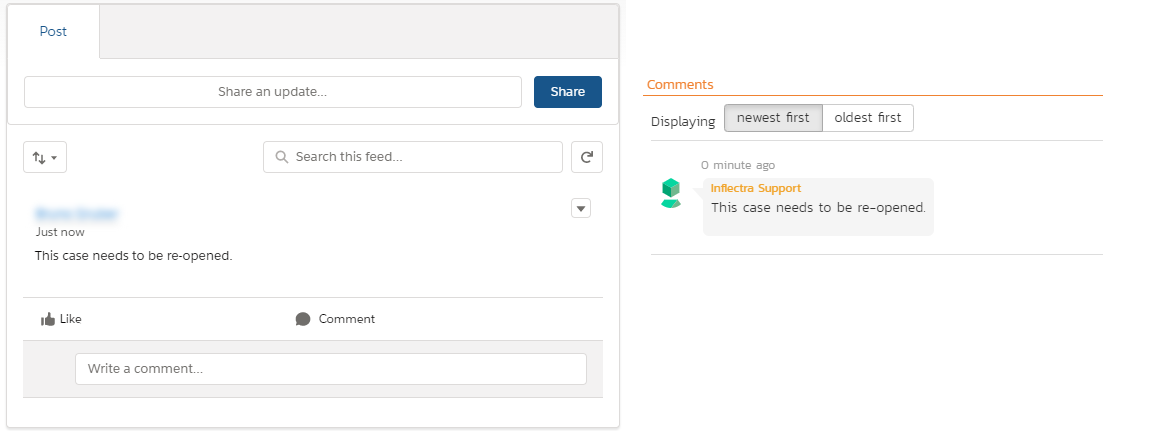 Post
Share an update...
Share
Search this feed...
Just now
This case needs to be re-opened.
Like
Comment
Write a comment...
Comments
Displaying newest first oldest first
0 minute ago
Inflectra Support
This case needs to be re-opened.